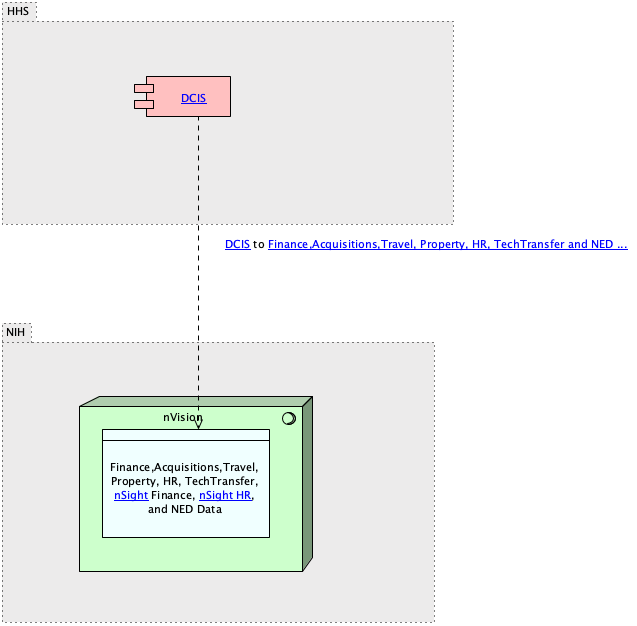 HHS
DCIS
DCIS to Finance,Acquisitions,Travel, Property, HR, TechTransfer and NED ...
NIH
nVision
Finance,Acquisitions,Travel,
Property, HR, TechTransfer,
nSight Finance, nSight HR,
and NED Data